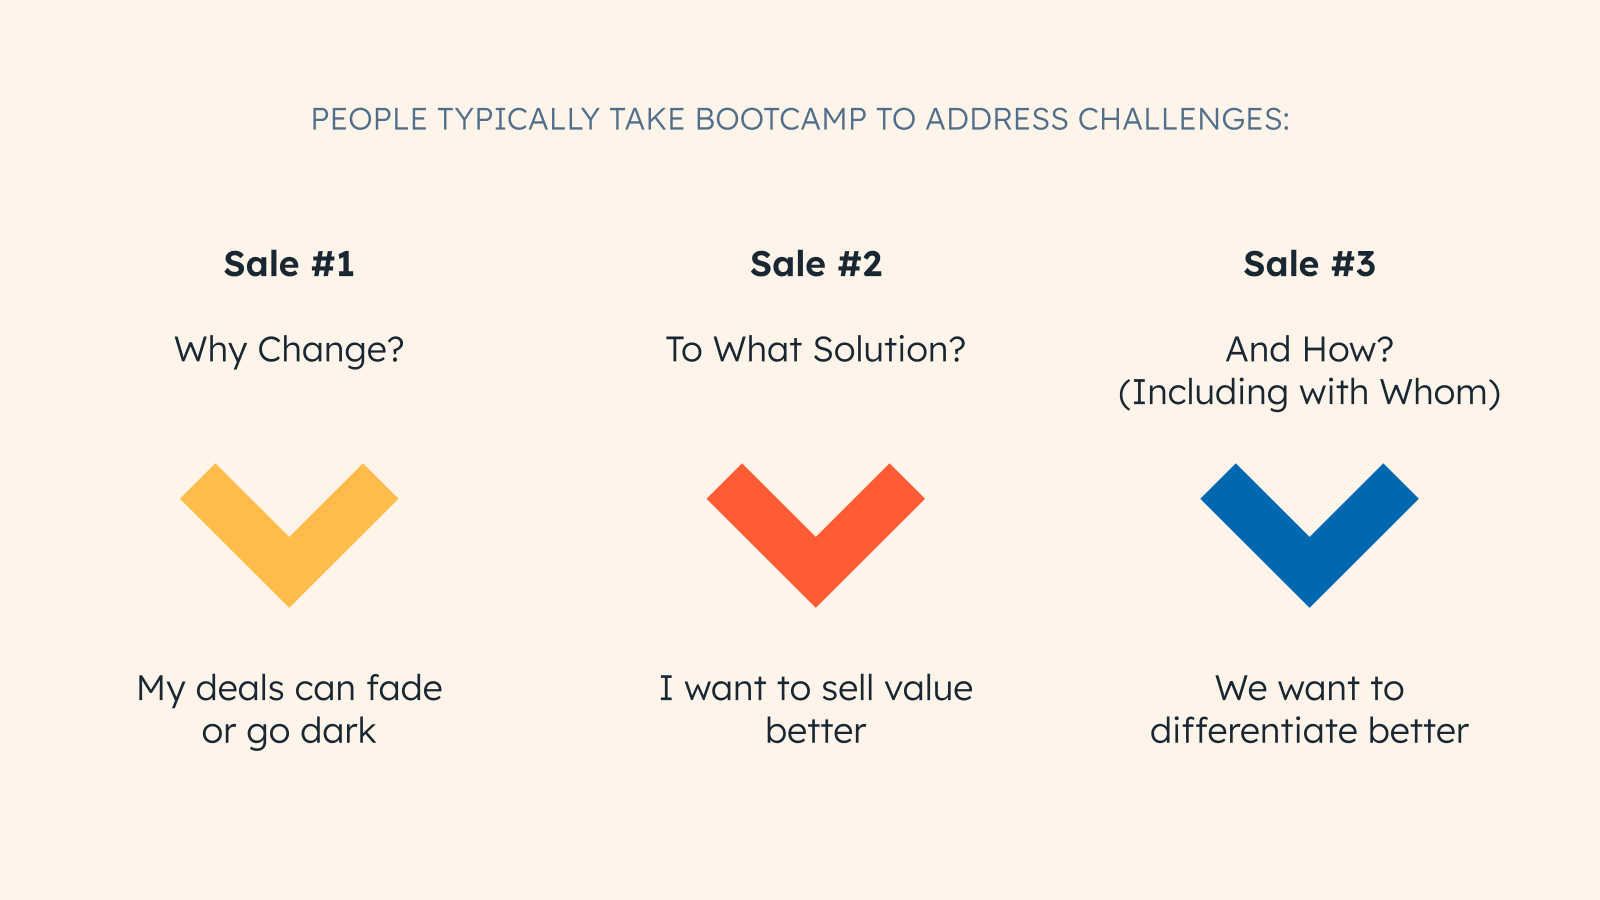 PEOPLE TYPICALLY TAKE BOOTCAMP TO ADDRESS CHALLENGES:
Sale #1
Why Change?
My deals can fade
or go dark
Sale #2
To What Solution?
I want to sell value
better
Sale #3
And How?
(Including with Whom)
We want to
differentiate better